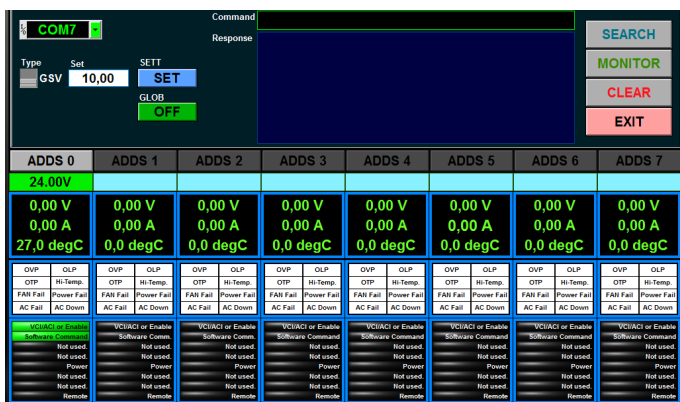 Command
COM7
Response
SEARCH
Type Set SETT
MONITOR
GSV 10,00 SET
CLEAR
GLOB
OFF
EXIT
ADDS 0 ADDS 1 ADDS 2 ADDS 3 ADDS 4 ADDS 5 ADDS 6 ADDS 7
24.00V
0,00 V 0,00 V 0,00 V 0,00 V 0,00 V 0,00 V 0,00 V 0,00 V
0,00 A 0,00 A 0,00 A 0,00 A 0,00 A 0,00 A 0,00 A 0,00 A
27,0 degC 0,0 degC 0,0 degC 0,0 degC 0,0 degC 0,0 degC 0,0 degC 0,0 degC
OVP OLP OVP OLP OVP OLP OVP OLP OVP OLP OVP OLP OVP OLP OVP OLP
OTP Hi-Temp. OTP Hi-Temp. OTP Hi-Temp. OTP Hi-Temp. OTP Hi-Temp. OTP Hi-Temp. OTP Hi-Temp. OTP Hi-Temp.
FAN Fail Power Fail FAN Fail Power Fail FAN Fail Power Fail FAN Fail Power Fail FAN Fail Power Fail FAN Fail Power Fail FAN Fail Power Fail FAN Fail Power Fail
AC Fail AC Down AC Fail AC Down AC Fail AC Down AC Fail AC Down AC Fail AC Down AC Fail AC Down AC Fail AC Down AC Fail AC Down
VCI/ACI or Enable VCI/ACI or Enable VCI/ACI or Enable VCI/ACI or Enable VCI/ACI or Enable VCI/ACI or Enable VCI/ACI or Enable VCI/ACI or Enable
Software Command Software Comm. Software Comm. Software Command Software Command Software Command Software Command Software Command
Not used. Not used. Not used. Not used. Not used. Not used. Not used. Not used.
Not used. Not used. Not used. Not used. Not used. Not used. Not used. Not used.
Power Power Power Power Power Power Power Power
Not used. Not used. Not used. Not used. Not used. Not used. Not used. Not used.
Not used. Not used. Not used. Not used. Not used. Not used. Not used. Not used.
Remote Remote Remote Remote Remote Remote Remote Remote